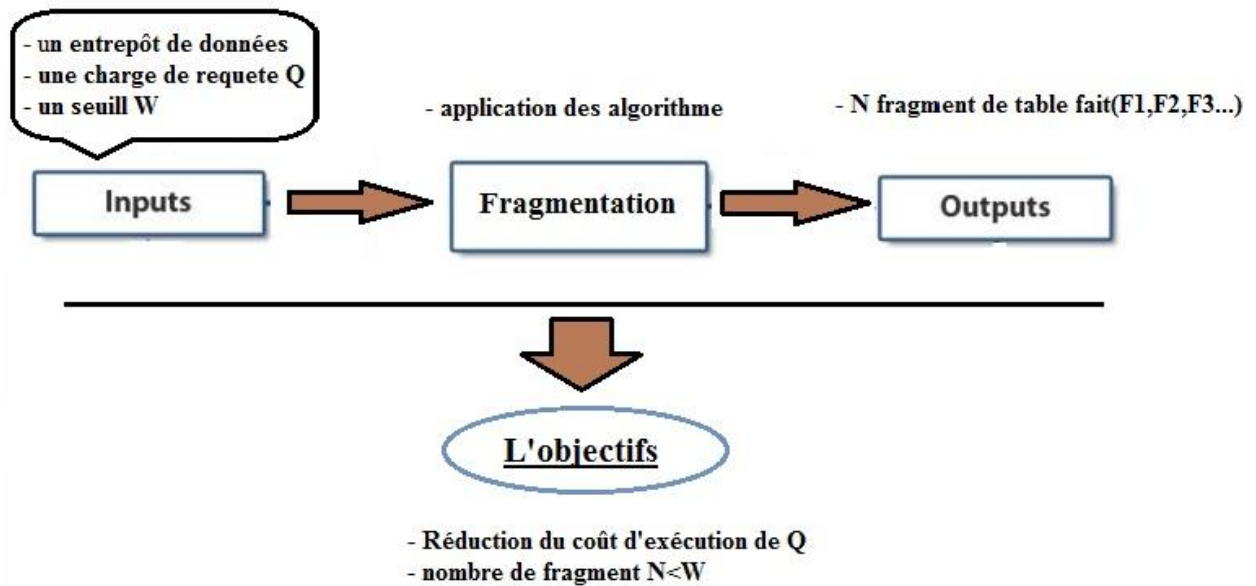 - un entrepôt de données
- une charge de requete Q
- un seuill W
- application des algorithme
- N fragment de table fait(F1,F2,F3...)
Inputs
Fragmentation
Outputs
L'objectifs
- Réduction du coût d'exécution de Q
- nombre de fragment N<W